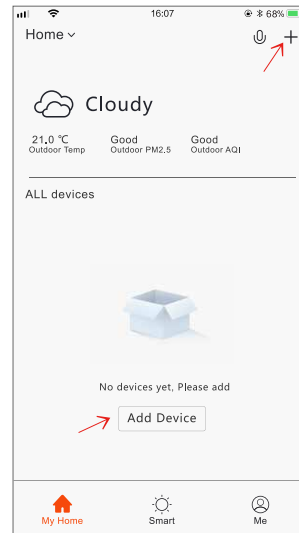 16:07
68%
Home
Cloudy
21.0 ℃ Good Good
Outdoor Temp Outdoor PM2.5 Outdoor AQI
ALL devices
No devices yet, Please add
Add Device
My Home Smart Me